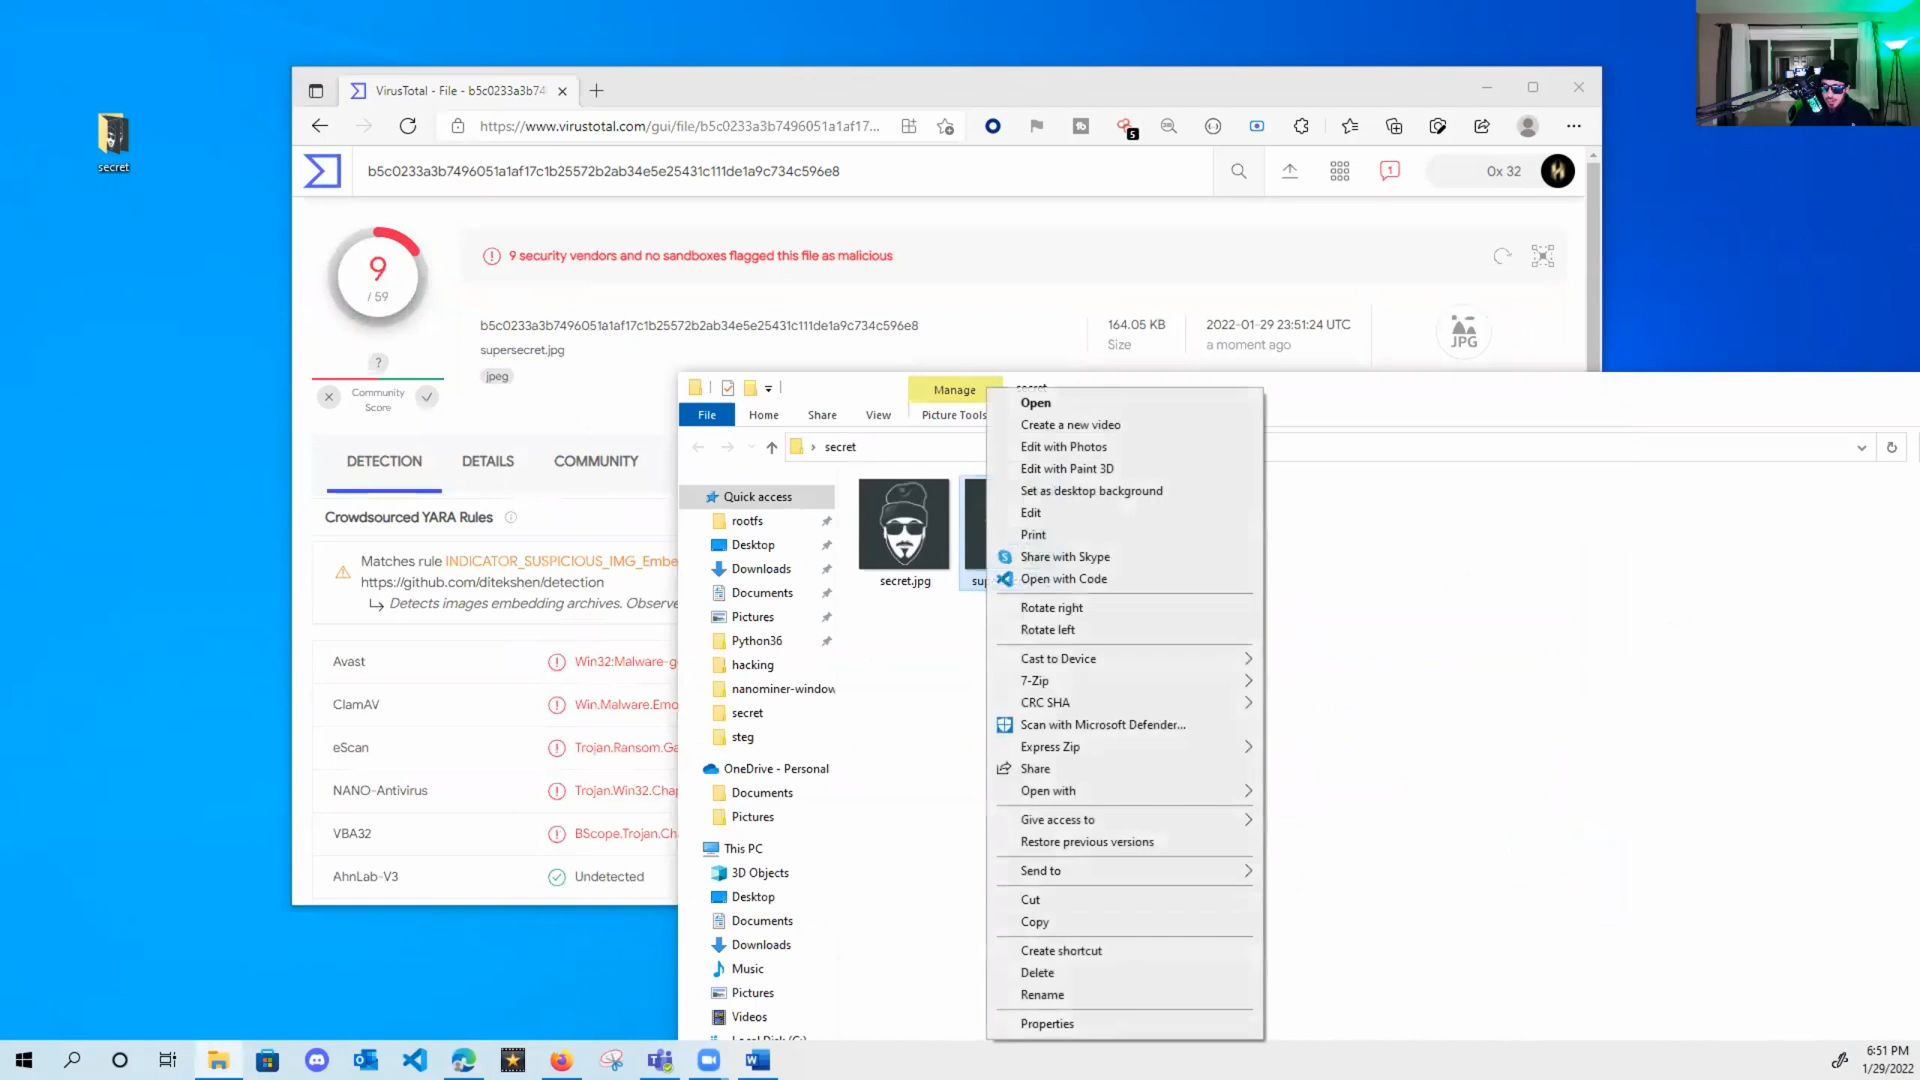 secret
VirusTotal - File - b5c0233a3b74
https://www.virustotal.com/gui/file/b5c0233a3b7496051a1af17...
5
b5c0233a3b7496051a1af17c1b25572b2ab34e5e25431c111de1a9c734c596e8
1
0x 32
9
/ 59
9 security vendors and no sandboxes flagged this file as malicious
b5c0233a3b7496051a1af17c1b25572b2ab34e5e25431c111de1a9c734c596e8
supersecret.jpg
jpeg
164.05 KB
Size
2022-01-29 23:51:24 UTC
a moment ago
JPG
?
Community
Score
DETECTION
DETAILS
COMMUNITY
Crowdsourced YARA Rules
Matches rule INDICATOR_SUSPICIOUS_IMG_Embe
https://github.com/ditekshen/detection
Detects images embedding archives. Observe
Avast
Win32:Malware-g
ClamAV
Win.Malware.Emo
eScan
Trojan.Ransom.Ga
NANO-Antivirus
Trojan.Win32.Chap
VBA32
BScope.Trojan.Ch
AhnLab-V3
Undetected
Manage
secret
File
Home
Share
View
Picture Tools
secret
Quick access
rootfs
Desktop
Downloads
Documents
Pictures
Python36
hacking
nanominer-window
secret
steg
OneDrive - Personal
Documents
Pictures
This PC
3D Objects
Desktop
Documents
Downloads
Music
Pictures
Videos
secret.jpg
sup
Open
Create a new video
Edit with Photos
Edit with Paint 3D
Set as desktop background
Edit
Print
Share with Skype
Open with Code
Rotate right
Rotate left
Cast to Device
7-Zip
CRC SHA
Scan with Microsoft Defender...
Express Zip
Share
Open with
Give access to
Restore previous versions
Send to
Cut
Copy
Create shortcut
Delete
Rename
Properties
6:51 PM
1/29/2022